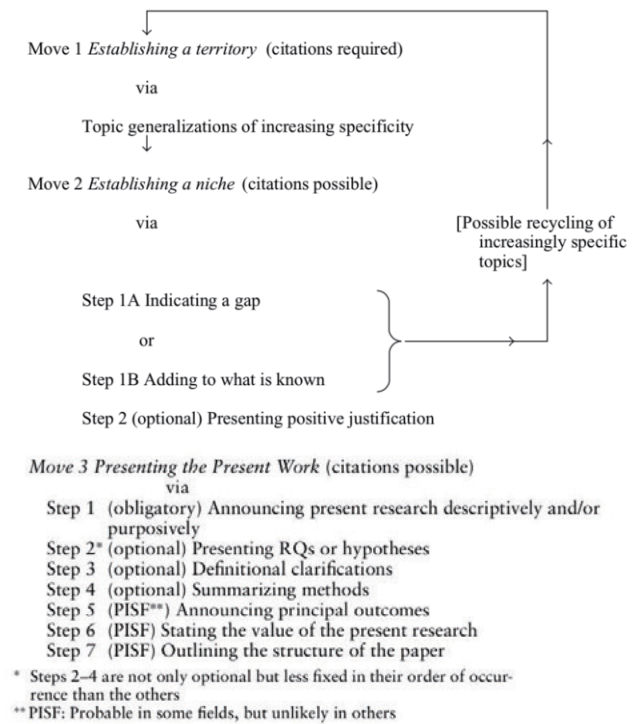 Move 1 Establishing a territory (citations required)
via
Topic generalizations of increasing specificity
Move 2 Establishing a niche (citations possible)
via
[Possible recycling of
increasingly specific
topics]
Step 1A Indicating a gap
or
Step 1B Adding to what is known
Step 2 (optional) Presenting positive justification
Move 3 Presenting the Present Work (citations possible)
via
Step 1 (obligatory) Announcing present research descriptively and/or
purposively
Step 2* (optional) Presenting RQs or hypotheses
Step 3 (optional) Definitional clarifications
Step 4 (optional) Summarizing methods
Step 5 (PISF**) Announcing principal outcomes
Step 6 (PISF) Stating the value of the present research
Step 7 (PISF) Outlining the structure of the paper
* Steps 2–4 are not only optional but less fixed in their order of occur-
rence than the others
** PISF: Probable in some fields, but unlikely in others